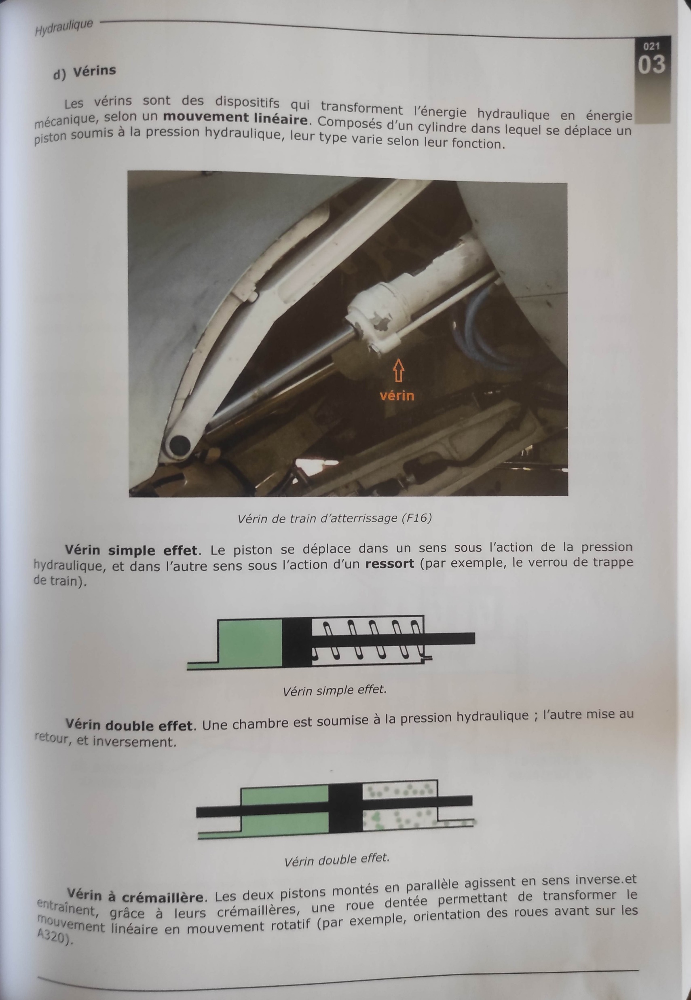 Hydraulique
021
03
d) Vérins
Les vérins sont des dispositifs qui transforment l’énergie hydraulique en énergie
mécanique, selon un mouvement linéaire. Composés d’un cylindre dans lequel se déplace un
piston soumis à la pression hydraulique, leur type varie selon leur fonction.
vérin
Vérin de train d’atterrissage (F16)
Vérin simple effet. Le piston se déplace dans un sens sous l’action de la pression
hydraulique, et dans l’autre sens sous l’action d’un ressort (par exemple, le verrou de trappe
de train).
Vérin simple effet.
Vérin double effet. Une chambre est soumise à la pression hydraulique ; l’autre mise au
retour, et inversement.
Vérin double effet.
Vérin à crémaillère. Les deux pistons montés en parallèle agissent en sens inverse.et
entraînent, grâce à leurs crémaillères, une roue dentée permettant de transformer le
mouvement linéaire en mouvement rotatif (par exemple, orientation des roues avant sur les
A320).